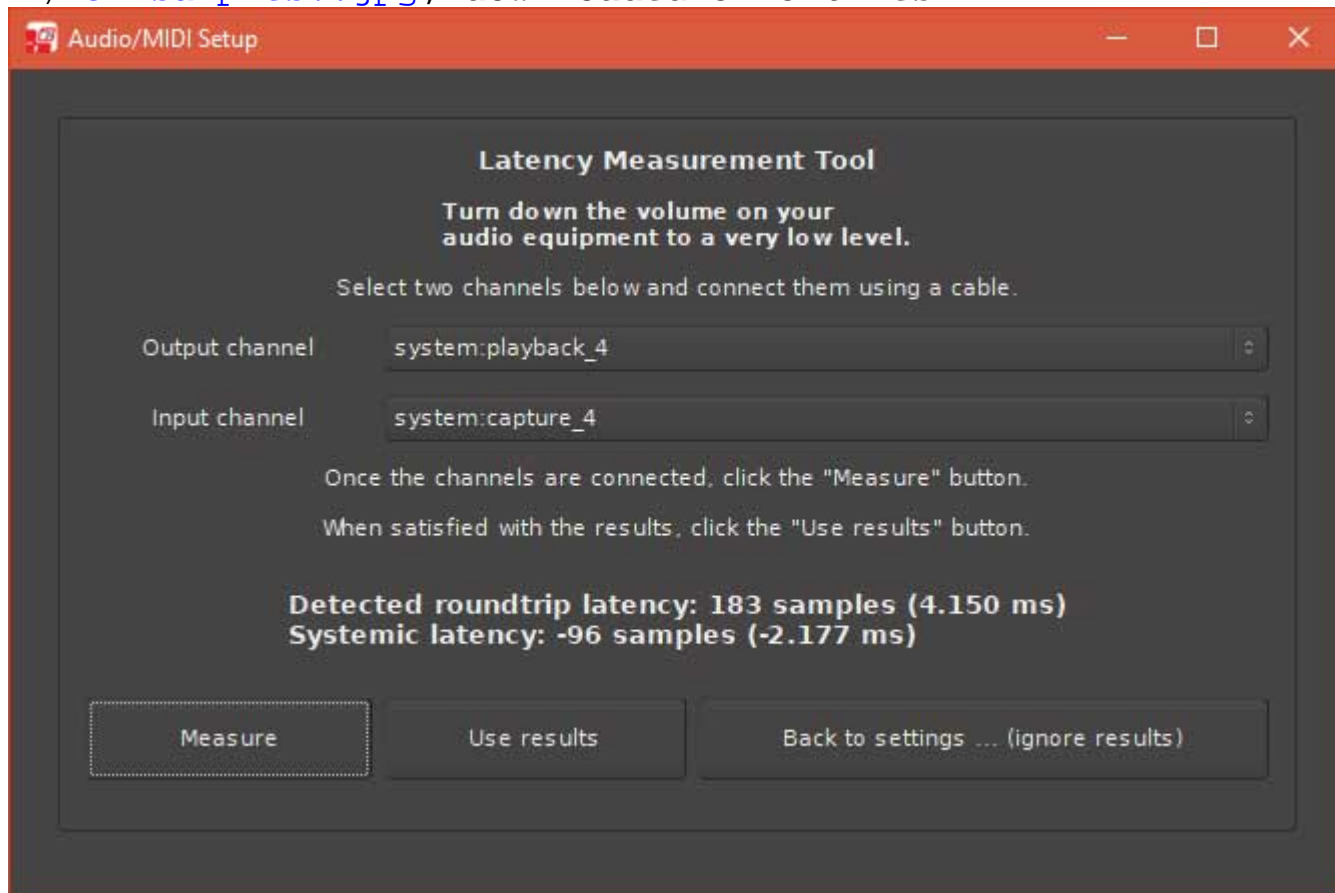 Audio/MIDI Setup
Latency Measurement Tool
Turn down the volume on your
audio equipment to a very low level.
Select two channels below and connect them using a cable.
Output channel system:playback_4
Input channel system:capture_4
Once the channels are connected, click the "Measure" button.
When satisfied with the results, click the "Use results" button.
Detected roundtrip latency: 183 samples (4.150 ms)
Systemic latency: -96 samples (-2.177 ms)
Measure Use results Back to settings ... (ignore results)